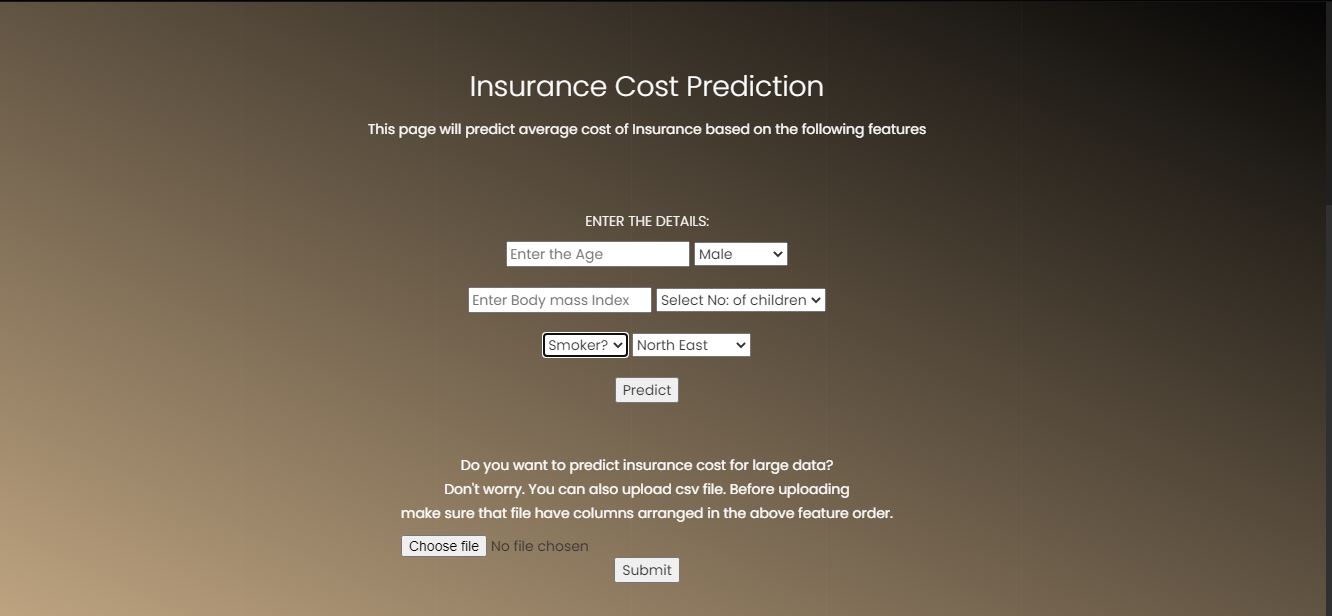 Insurance Cost Prediction
This page will predict average cost of Insurance based on the following features
ENTER THE DETAILS:
Enter the Age Male
Enter Body mass Index Select No: of children
Smoker? North East
Predict
Do you want to predict insurance cost for large data?
Don't worry. You can also upload csv file. Before uploading
make sure that file have columns arranged in the above feature order.
Choose file No file chosen
Submit